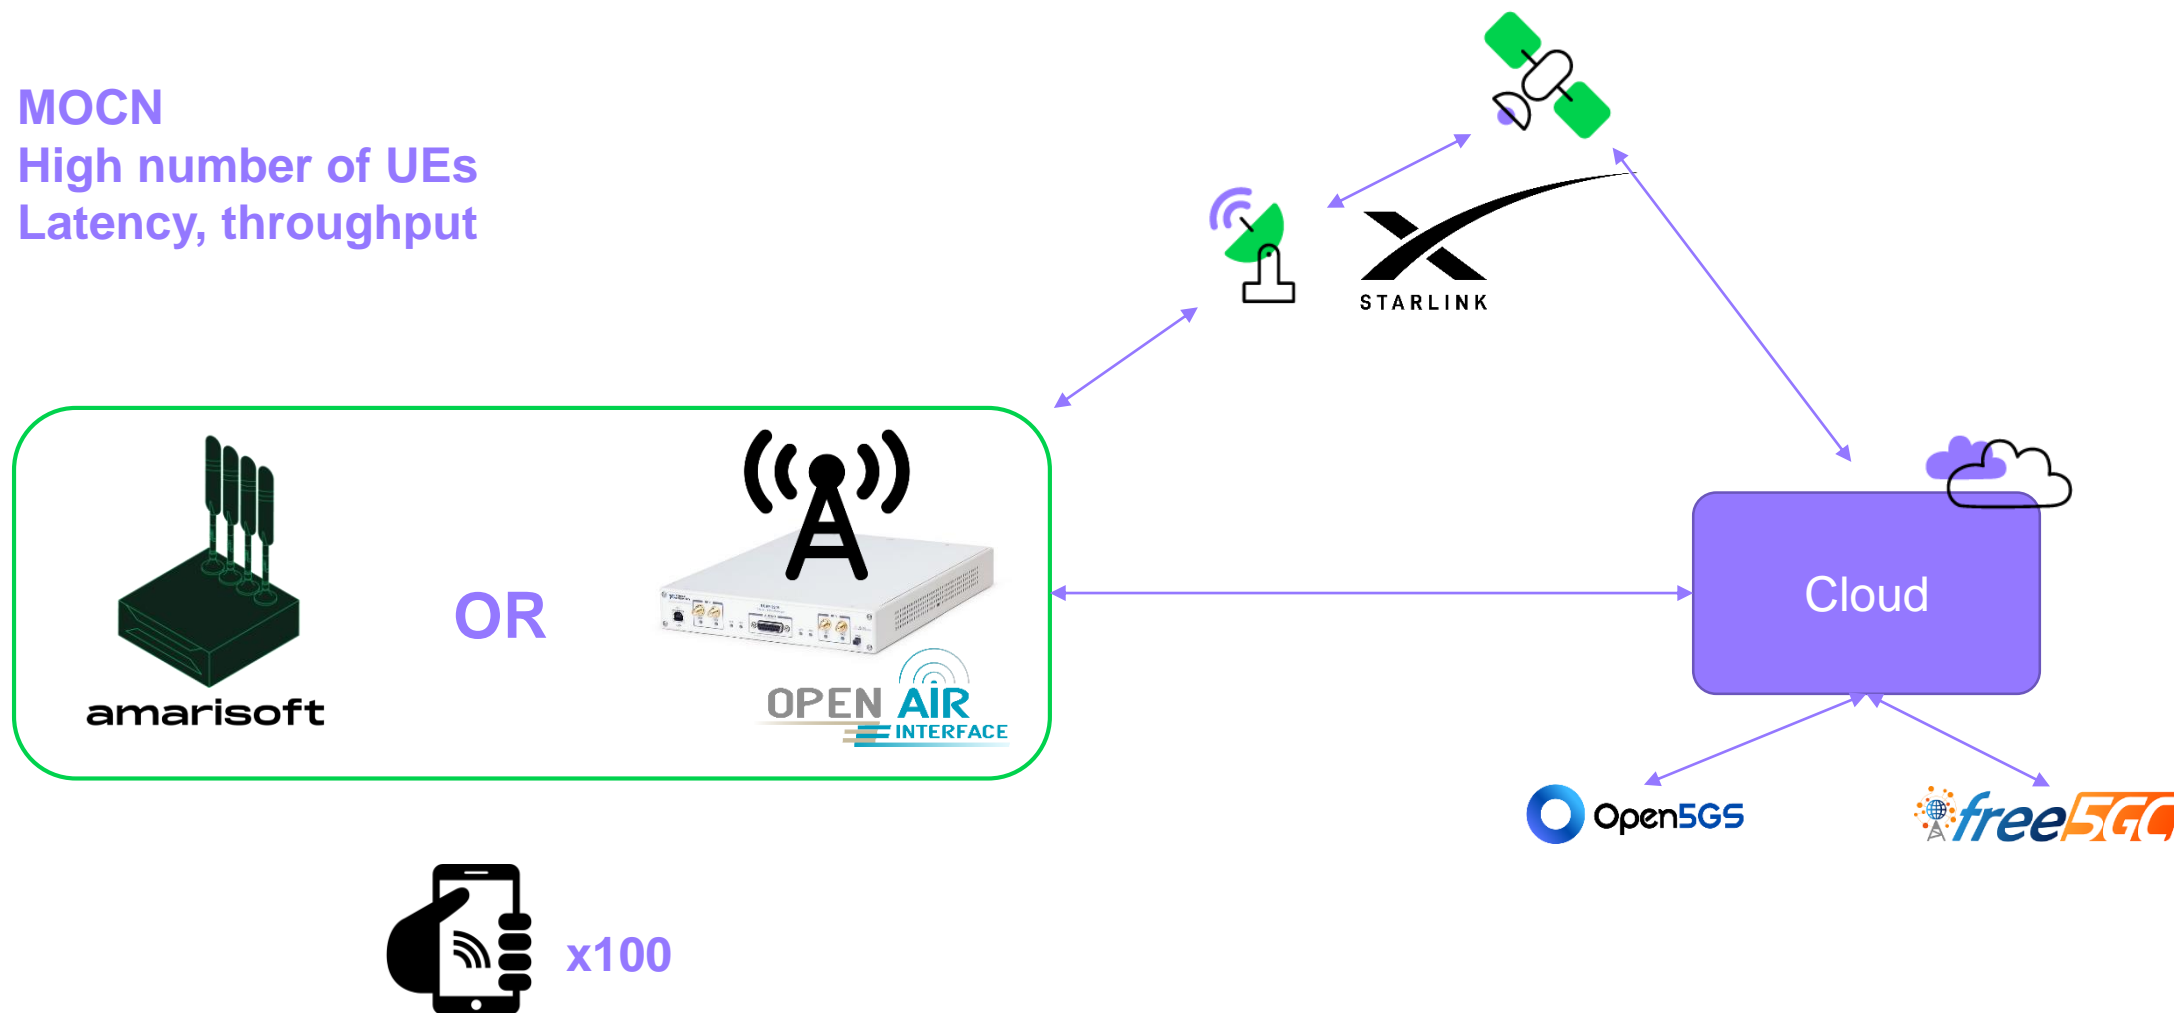 MOCN
High number of UEs
Latency, throughput
STARLINK
amarisoft
OR
OPEN AIR
INTERFACE
Cloud
Open5GS
free5GC
x100